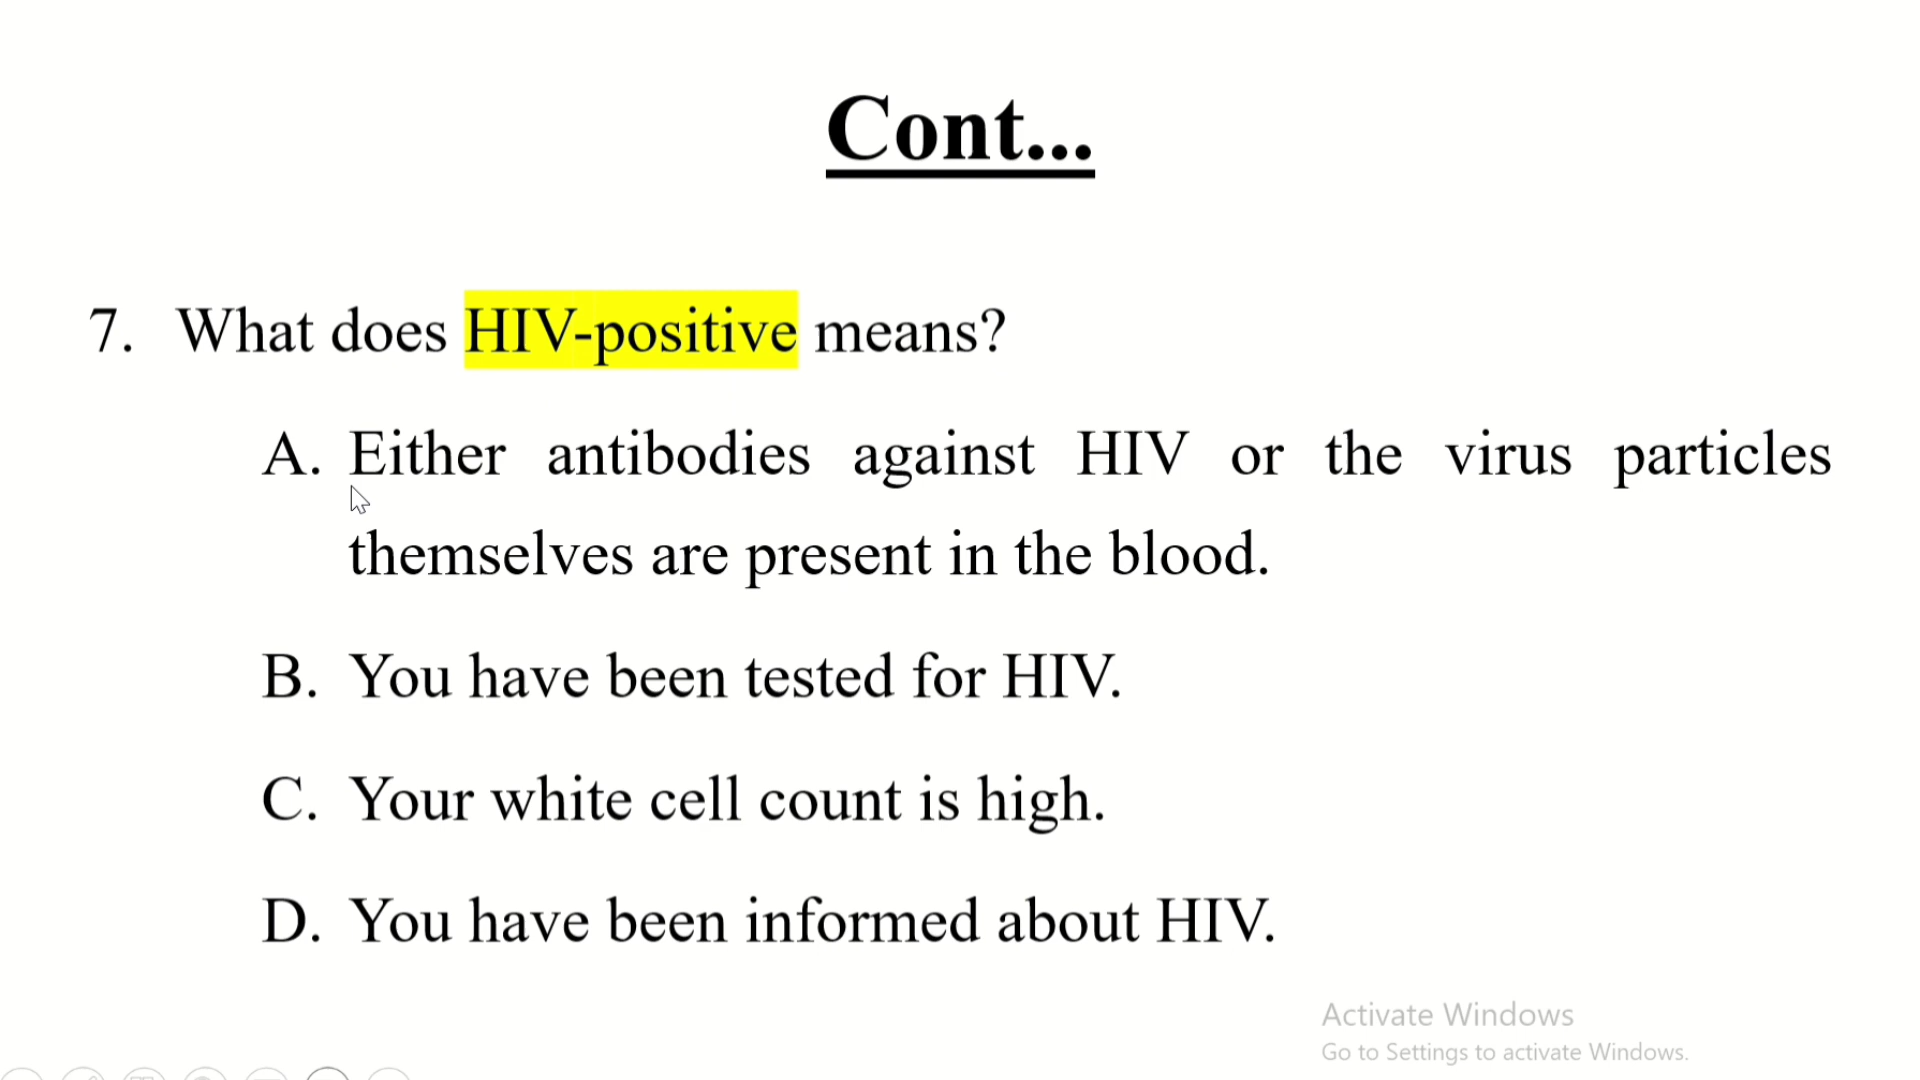 Cont...
7. What does HIV-positive means?
A. Either antibodies against HIV or the virus particles
themselves are present in the blood.
B. You have been tested for HIV.
C. Your white cell count is high.
D. You have been informed about HIV.
Activate Windows
Go to Settings to activate Windows.